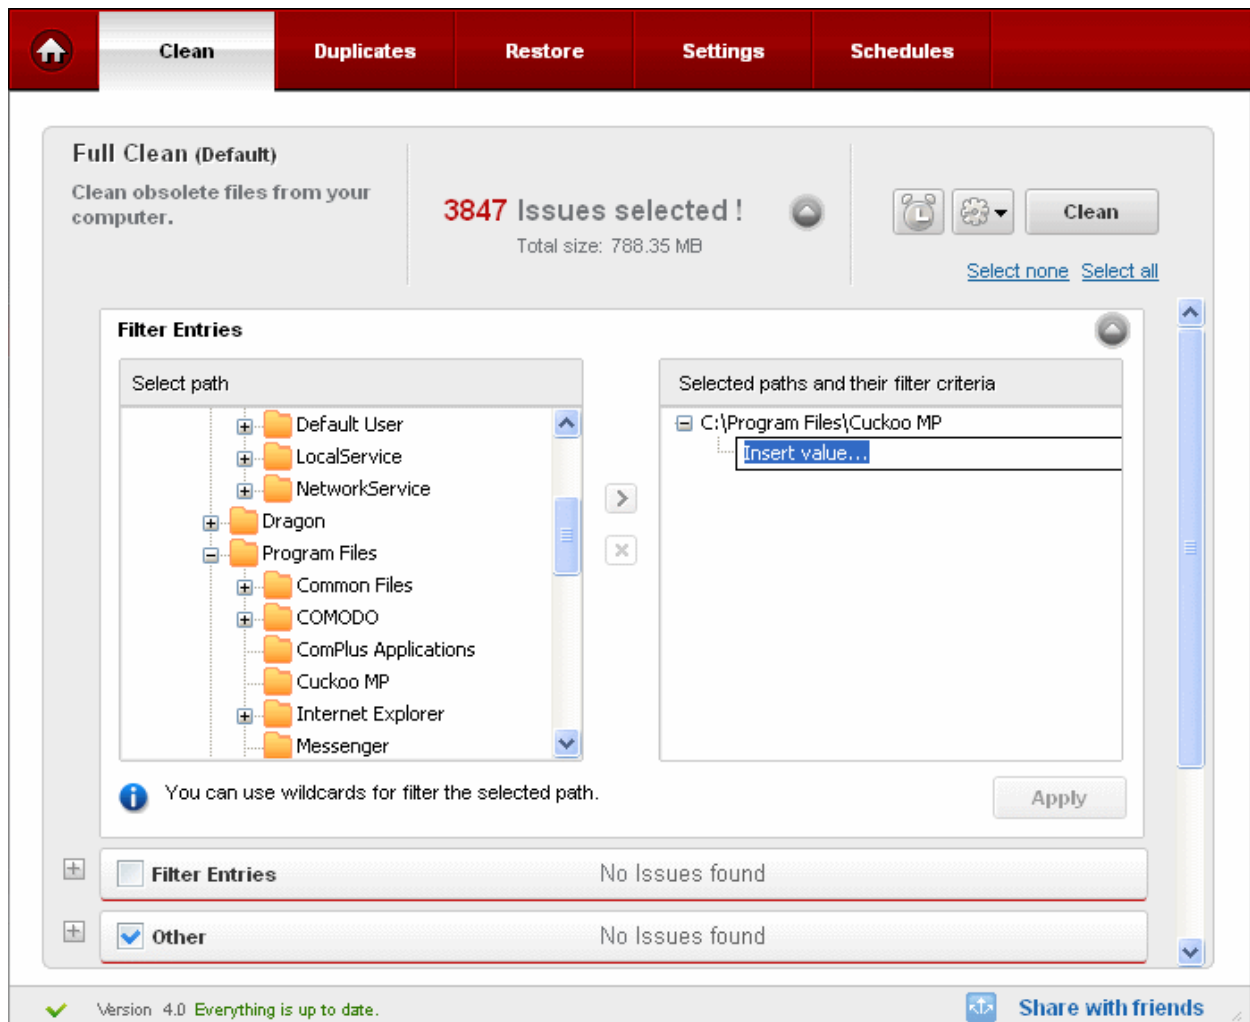 Clean Duplicates Restore Settings Schedules
Full Clean (Default)
Clean obsolete files from your
computer.
3847 Issues selected !
Total size: 788.35 MB
Clean
Select none Select all
Filter Entries
Select path
Default User
LocalService
NetworkService
Dragon
Program Files
Common Files
COMODO
ComPlus Applications
Cuckoo MP
Internet Explorer
Messenger
Selected paths and their filter criteria
C:\Program Files\Cuckoo MP
Insert value...
You can use wildcards for filter the selected path.
Apply
Filter Entries No Issues found
Other No Issues found
Version 4.0 Everything is up to date.
Share with friends